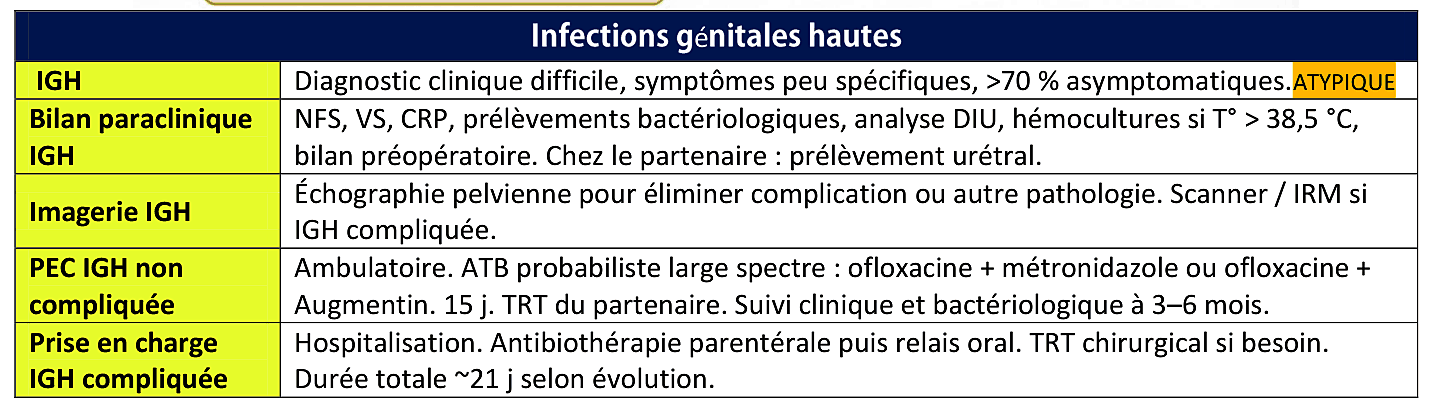 Infections génitales hautes
IGH
Diagnostic clinique difficile, symptômes peu spécifiques, >70 % asymptomatiques.ATYPIQUE
Bilan paraclinique
IGH
NFS, VS, CRP, prélèvements bactériologiques, analyse DIU, hémocultures si T° > 38,5 °C,
bilan préopératoire. Chez le partenaire : prélèvement urétral.
Imagerie IGH
Échographie pelvienne pour éliminer complication ou autre pathologie. Scanner / IRM si
IGH compliquée.
PEC IGH non
compliquée
Ambulatoire. ATB probabiliste large spectre : ofloxacine + métronidazole ou ofloxacine +
Augmentin. 15 j. TRT du partenaire. Suivi clinique et bactériologique à 3–6 mois.
Prise en charge
IGH compliquée
Hospitalisation. Antibiothérapie parentérale puis relais oral. TRT chirurgical si besoin.
Durée totale ~21 j selon évolution.